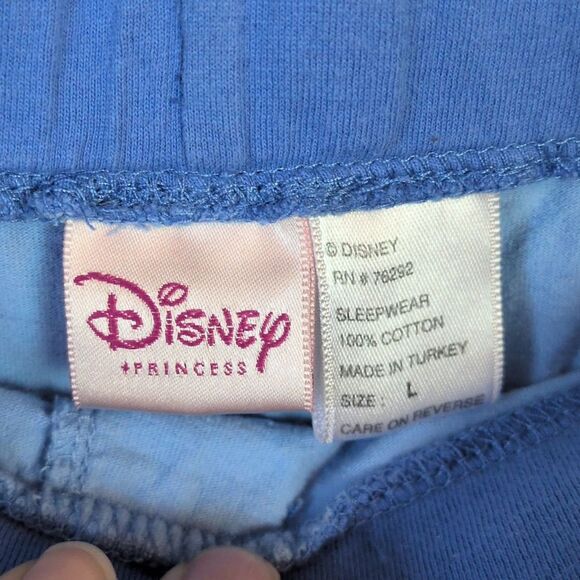 Disney
PRINCESS
© DISNEY
RN # 76292
SLEEPWEAR
100% COTTON
MADE IN TURKEY
SIZE : L
CARE ON REVERSE